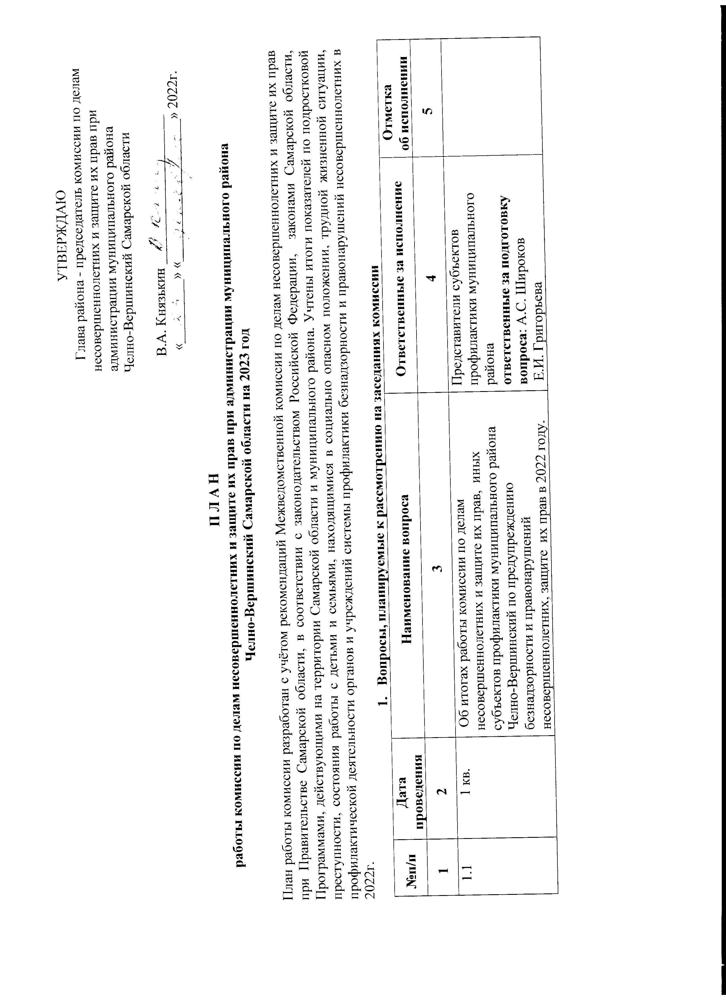 УТВЕРЖДАЮ
Глава района - председатель комиссии по делам
несовершеннолетних и защите их прав при
администрации муниципального района
Челно-Вершинский Самарской области
В.А. Князькин
« » « » 2022г.
П Л А Н
работы комиссии по делам несовершеннолетних и защите их прав при администрации муниципального района
Челно-Вершинский Самарской области на 2023 год
План работы комиссии разработан с учётом рекомендаций Межведомственной комиссии по делам несовершеннолетних и защите их прав
при Правительстве Самарской области, в соответствии с законодательством Российской Федерации, законами Самарской области,
Программами, действующими на территории Самарской области и муниципального района. Учтены итоги показателей по подростковой
преступности, состояния работы с детьми и семьями, находящимися в социально опасном положении, трудной жизненной ситуации,
профилактической деятельности органов и учреждений системы профилактики безнадзорности и правонарушений несовершеннолетних в
2022г.
1. Вопросы, планируемые к рассмотрению на заседаниях комиссии
№п/п
Дата
проведения
Наименование вопроса
Ответственные за исполнение
Отметка
об исполнении
1
2
3
4
5
1.1
1 кв.
Об итогах работы комиссии по делам
несовершеннолетних и защите их прав, иных
субъектов профилактики муниципального района
Челно-Вершинский по предупреждению
безнадзорности и правонарушений
несовершеннолетних, защите их прав в 2022 году.
Представители субъектов
профилактики муниципального
района
ответственные за подготовку
вопроса: А.С. Широков
Е.И. Григорьева